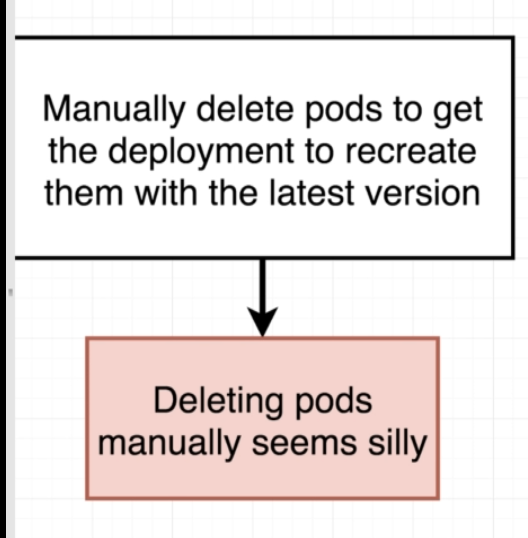 Manually delete pods to get
the deployment to recreate
them with the latest version
Deleting pods
manually seems silly